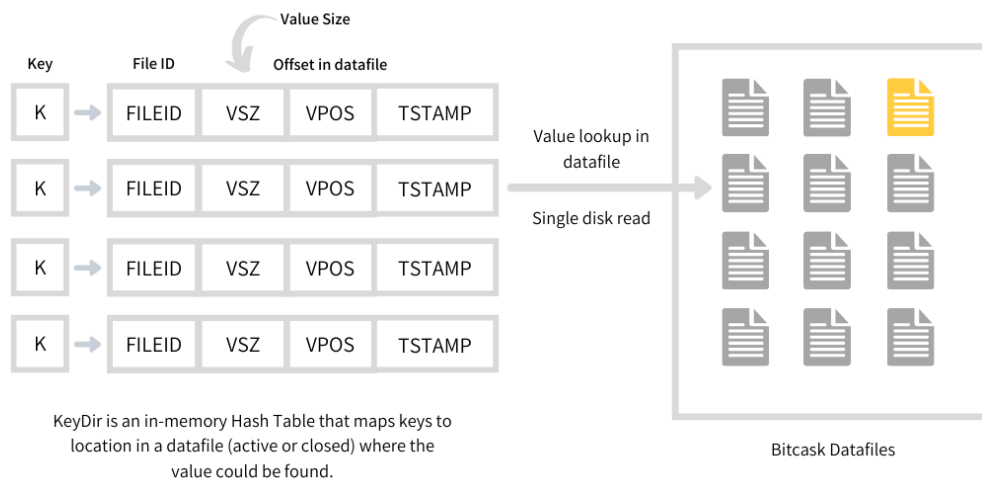 Value Size
Key
File ID
Offset in datafile
K
FILEID
VSZ
VPOS
TSTAMP
K
FILEID
VSZ
VPOS
TSTAMP
K
FILEID
VSZ
VPOS
TSTAMP
K
FILEID
VSZ
VPOS
TSTAMP
KeyDir is an in-memory Hash Table that maps keys to
location in a datafile (active or closed) where the
value could be found.
Value lookup in
datafile
Single disk read
Bitcask Datafiles